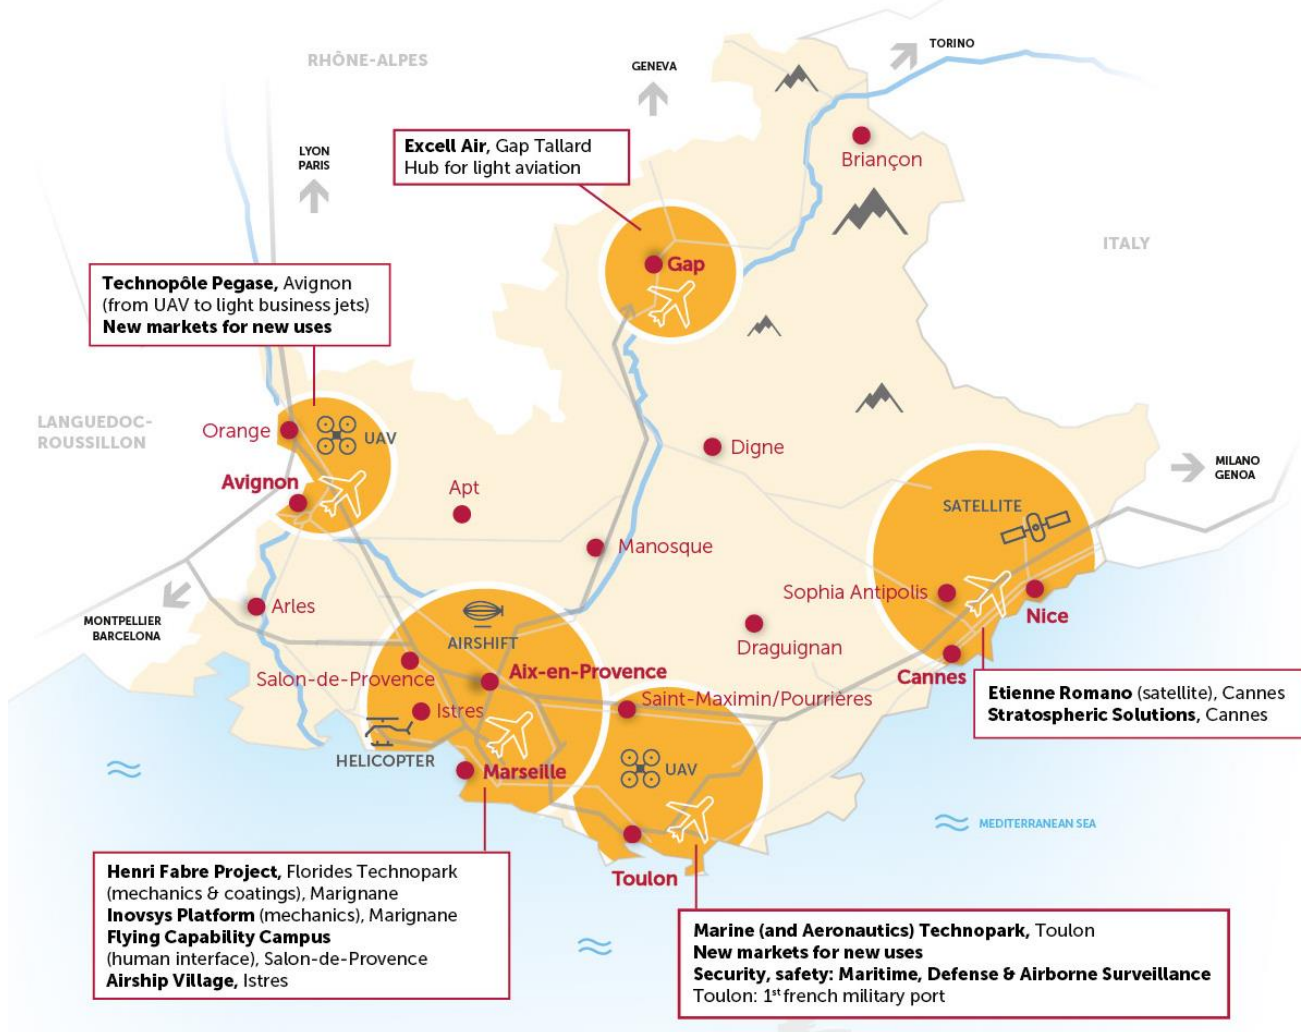 TORINO
RHÔNE-ALPES
GENEVA
LYON
PARIS
Excell Air, Gap Tallard
Hub for light aviation
Briançon
ITALY
Gap
Technopôle Pegase, Avignon
(from UAV to light business jets)
New markets for new uses
LANGUEDOC-
ROUSSILLON
Orange
UAV
Avignon
Digne
MILANO
GENOA
Apt
SATELLITE
Manosque
Sophia Antipolis
Nice
Arles
MONTPELLIER
BARCELONA
AIRSHIFT
Draguignan
Salon-de-Provence
Aix-en-Provence
Cannes
Saint-Maximin/Pourrières
Istres
Etienne Romano (satellite), Cannes
Stratospheric Solutions, Cannes
HELICOPTER
Marseille
UAV
MEDITERRANEAN SEA
Toulon
Henri Fabre Project, Florides Technopark
(mechanics & coatings), Marignane
Inovsys Platform (mechanics), Marignane
Flying Capability Campus
(human interface), Salon-de-Provence
Airship Village, Istres
Marine (and Aeronautics) Technopark, Toulon
New markets for new uses
Security, safety: Maritime, Defense & Airborne Surveillance
Toulon: 1st french military port